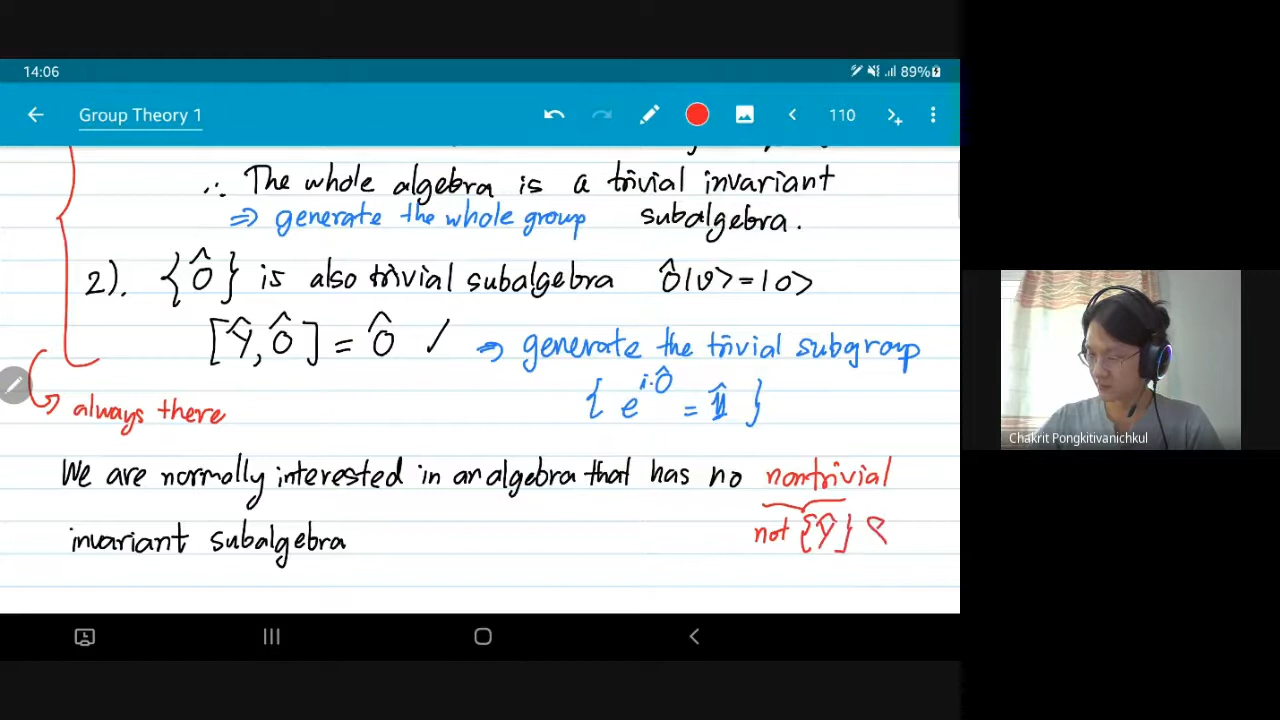 14:06
89%
Group Theory 1
110
∴ The whole algebra is a trivial invariant
⇒ generate the whole group subalgebra.
2). {Ô} is also trivial subalgebra Ô|v> = |0>
[Ŷ, Ô] = Ô ✓ ⇒ generate the trivial subgroup
{ e^{i·Ô} = 𝟙̂ }
always there
We are normally interested in an algebra that has no nontrivial
not {Ŷ}
invariant subalgebra
Chakrit Pongkitivanichkul